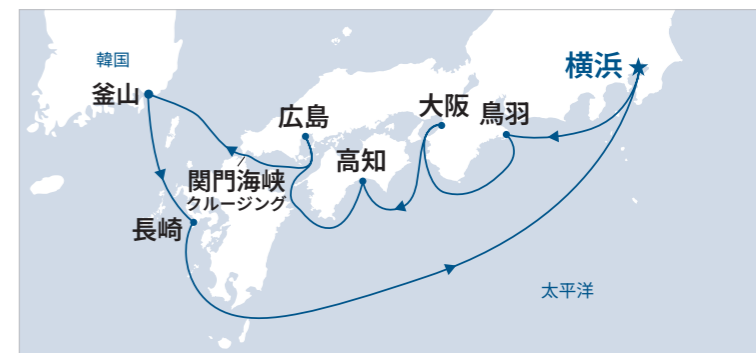 韓国
釜山
広島
大阪
鳥羽
横浜
高知
関門海峡
クルージング
長崎
太平洋